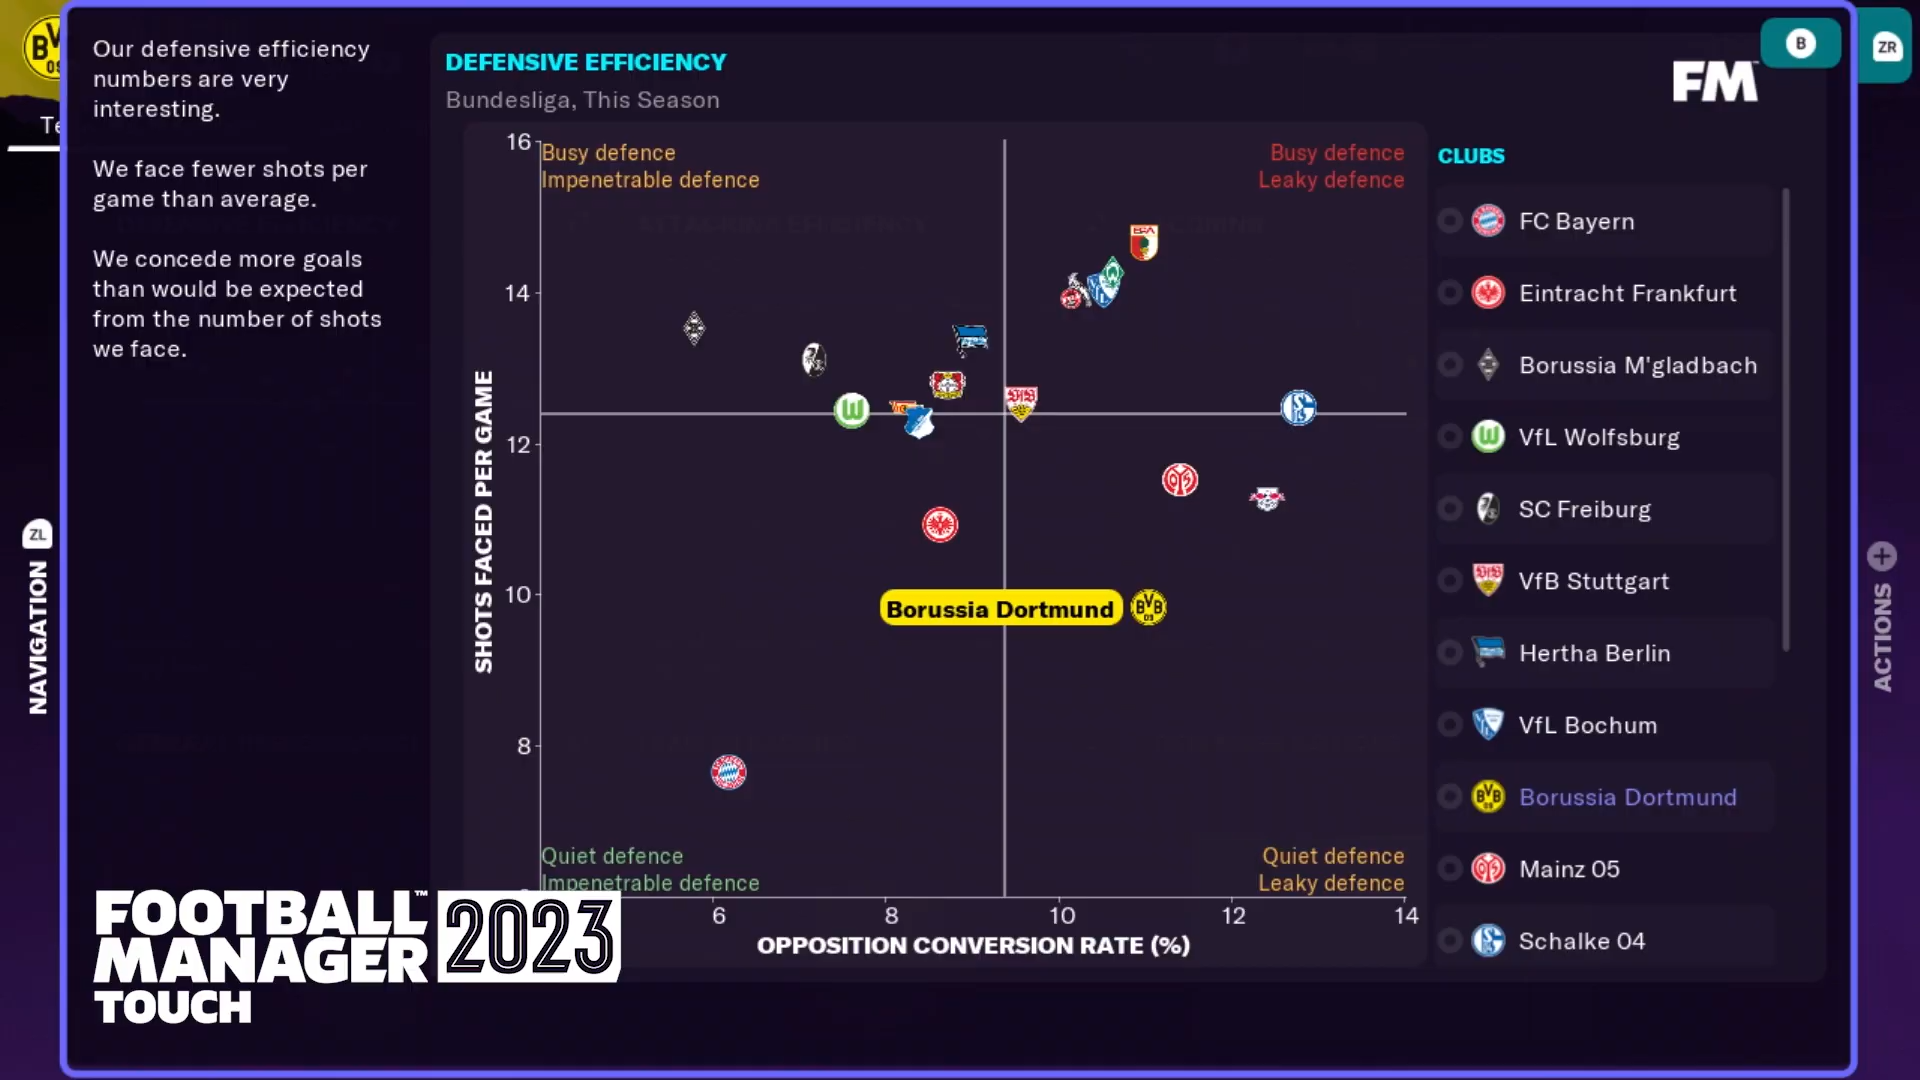 Our defensive efficiency
numbers are very
interesting.
We face fewer shots per
game than average.
We concede more goals
than would be expected
from the number of shots
we face.
DEFENSIVE EFFICIENCY
Bundesliga, This Season
FM
B
ZR
16
14
12
10
8
SHOTS FACED PER GAME
Busy defence
Impenetrable defence
Busy defence
Leaky defence
Borussia Dortmund
Quiet defence
Impenetrable defence
Quiet defence
Leaky defence
6
8
10
12
14
OPPOSITION CONVERSION RATE (%)
CLUBS
FC Bayern
Eintracht Frankfurt
Borussia M'gladbach
VfL Wolfsburg
SC Freiburg
VfB Stuttgart
Hertha Berlin
VfL Bochum
Borussia Dortmund
Mainz 05
Schalke 04
ZL
NAVIGATION
ACTIONS
FOOTBALL™
MANAGER 2023
TOUCH